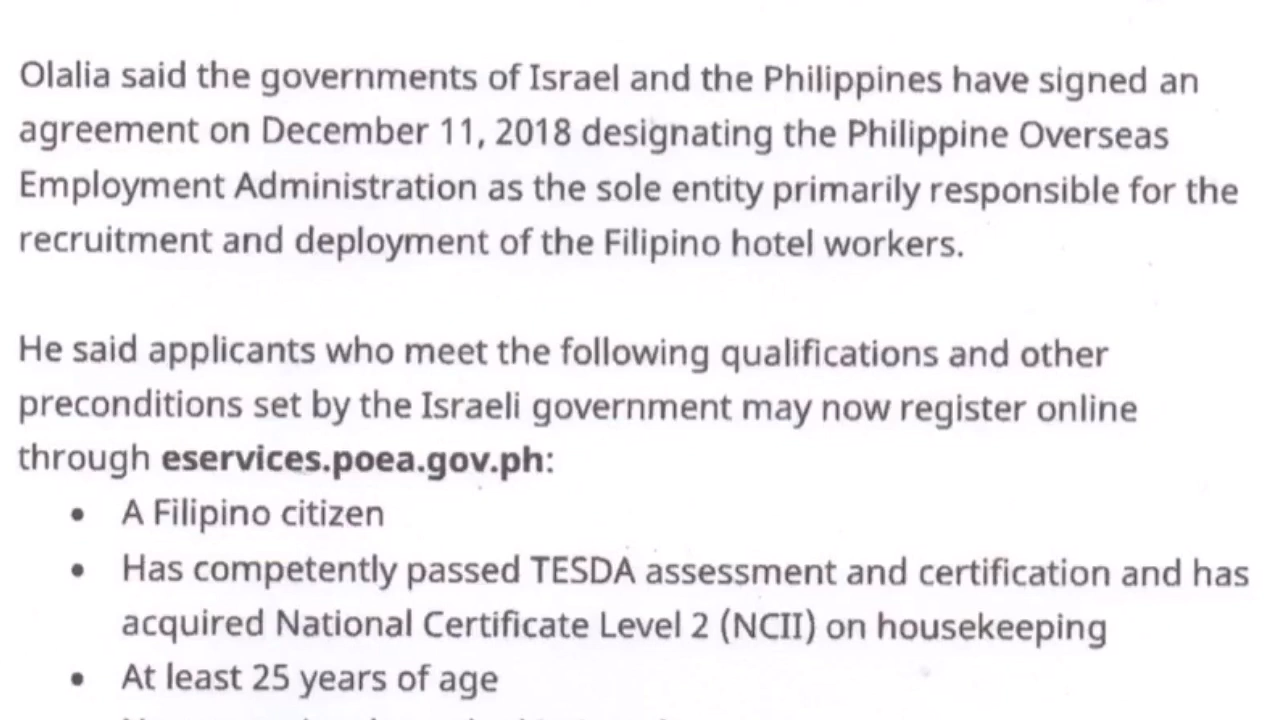 Olalia said the governments of Israel and the Philippines have signed an
agreement on December 11, 2018 designating the Philippine Overseas
Employment Administration as the sole entity primarily responsible for the
recruitment and deployment of the Filipino hotel workers.
He said applicants who meet the following qualifications and other
preconditions set by the Israeli government may now register online
through eservices.poea.gov.ph:
• A Filipino citizen
• Has competently passed TESDA assessment and certification and has
acquired National Certificate Level 2 (NCII) on housekeeping
• At least 25 years of age